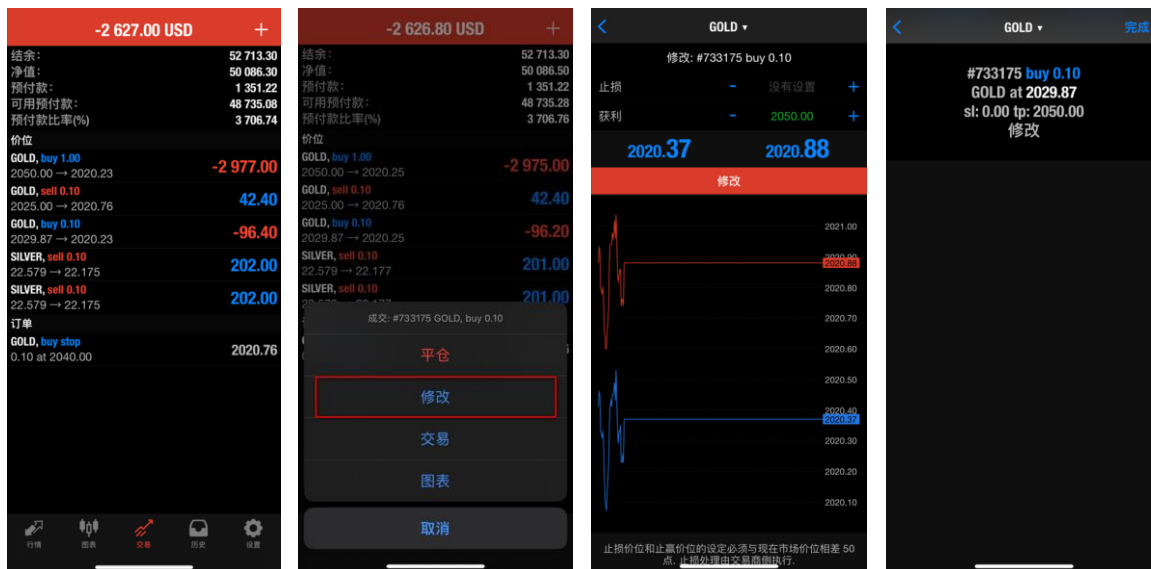 -2 627.00 USD +
结余: 52 713.30
净值: 50 086.30
预付款: 1 351.22
可用预付款: 48 735.08
预付款比率(%) 3 706.74
价位
GOLD, buy 1.00
2050.00 → 2020.23 -2 977.00
GOLD, sell 0.10
2025.00 → 2020.76 42.40
GOLD, buy 0.10
2029.87 → 2020.23 -96.40
SILVER, sell 0.10
22.579 → 22.175 202.00
SILVER, sell 0.10
22.579 → 22.175 202.00
订单
GOLD, buy stop
0.10 at 2040.00 2020.76
行情 图表 交易 历史 设置
-2 626.80 USD +
结余: 52 713.30
净值: 50 086.50
预付款: 1 351.22
可用预付款: 48 735.28
预付款比率(%) 3 706.76
价位
GOLD, buy 1.00
2050.00 → 2020.25 -2 975.00
GOLD, sell 0.10
2025.00 → 2020.76 42.40
GOLD, buy 0.10
2029.87 → 2020.25 -96.20
SILVER, sell 0.10
22.579 → 22.177 201.00
SILVER, sell 0.10
201.00
成交: #733175 GOLD, buy 0.10
平仓
修改
交易
图表
取消
GOLD
修改: #733175 buy 0.10
止损 - 没有设置 +
获利 - 2050.00 +
2020.37 2020.88
修改
2021.00
2020.90
2020.88
2020.80
2020.70
2020.60
2020.50
2020.40
2020.37
2020.30
2020.20
2020.10
止损价位和止赢价位的设定必须与现在市场价位相差 50
点. 止损处理由交易商侧执行.
GOLD 完成
#733175 buy 0.10
GOLD at 2029.87
sl: 0.00 tp: 2050.00
修改